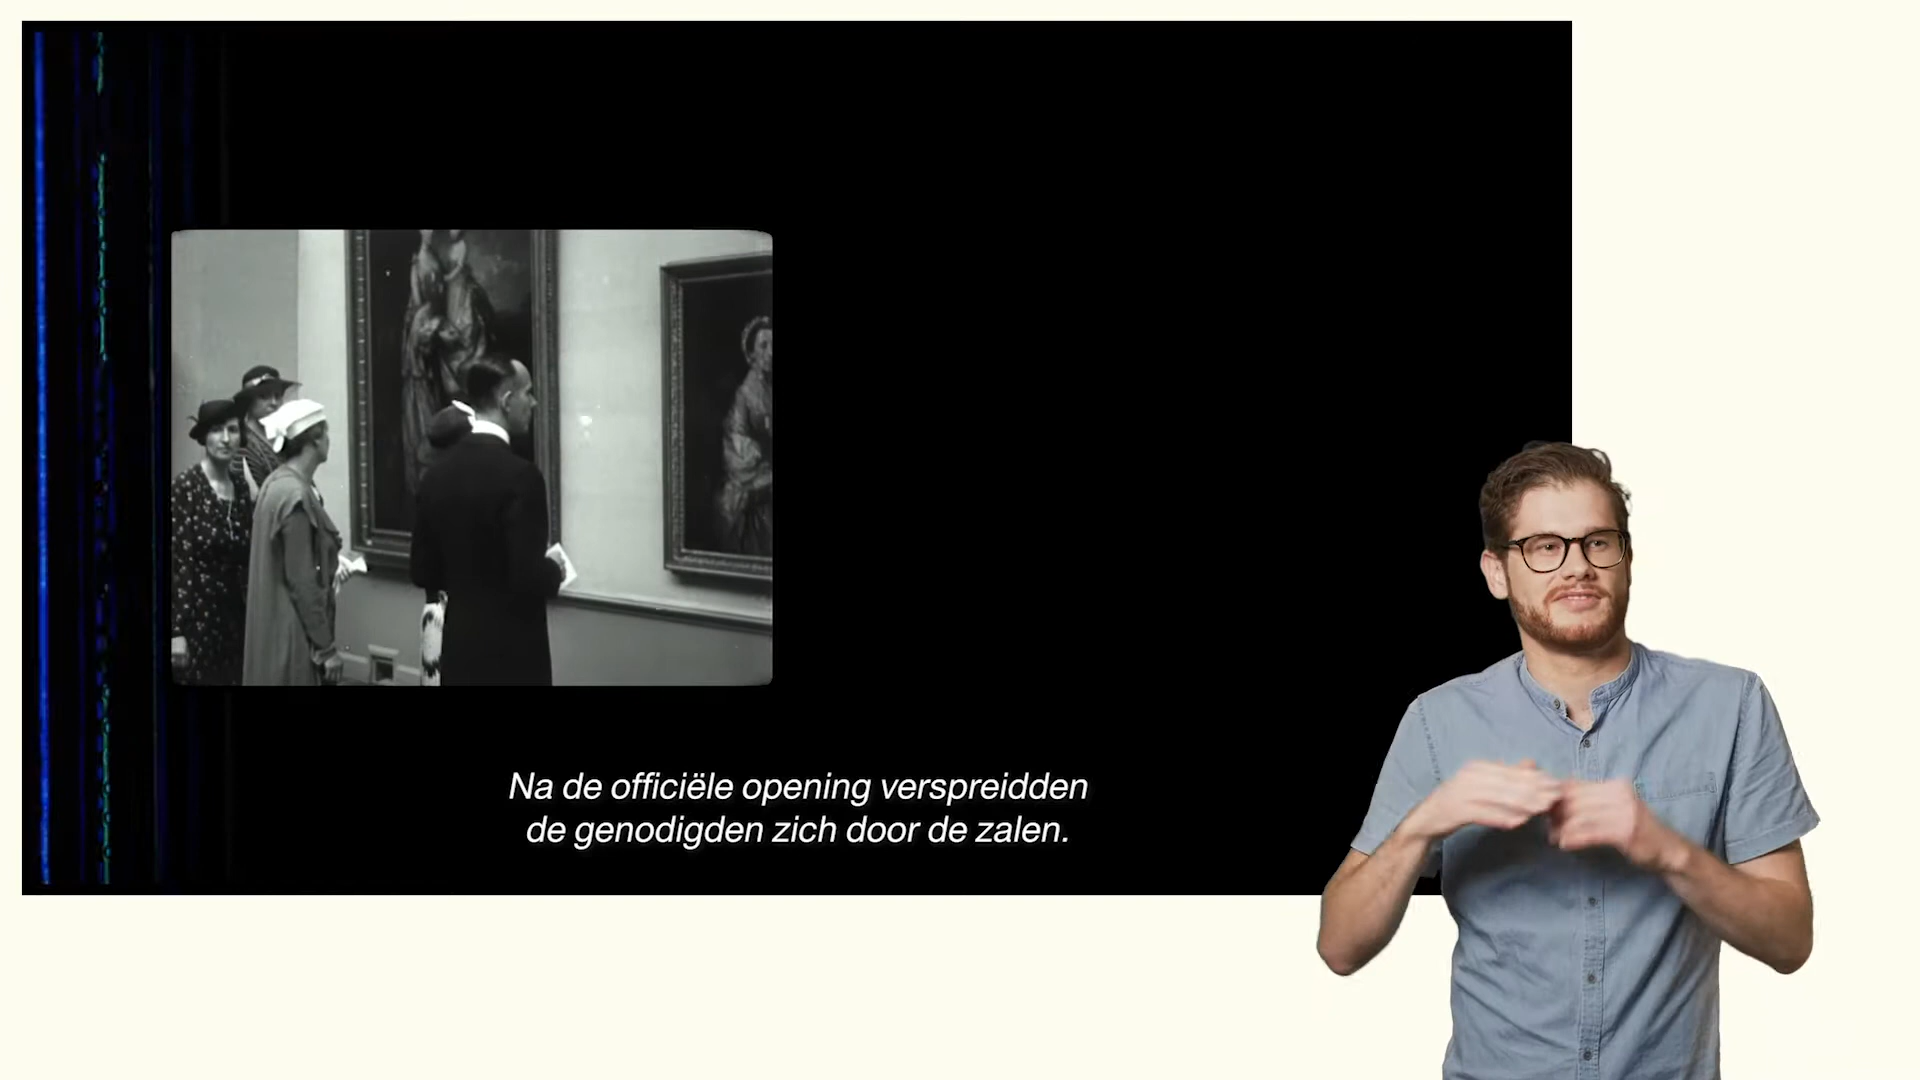 Na de officiële opening verspreidden
de genodigden zich door de zalen.